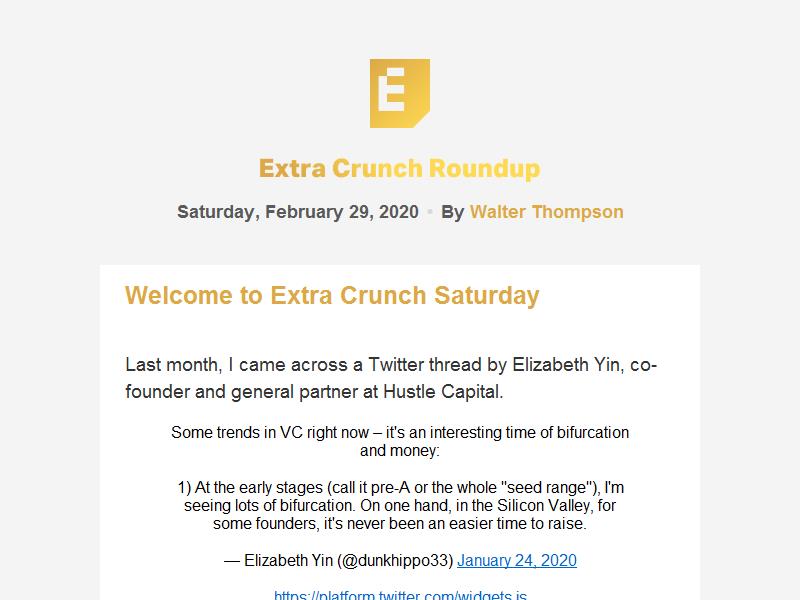 E
Extra Crunch Roundup
Saturday, February 29, 2020 • By Walter Thompson
Welcome to Extra Crunch Saturday
Last month, I came across a Twitter thread by Elizabeth Yin, co-
founder and general partner at Hustle Capital.
Some trends in VC right now – it's an interesting time of bifurcation
and money:
1) At the early stages (call it pre-A or the whole "seed range"), I'm
seeing lots of bifurcation. On one hand, in the Silicon Valley, for
some founders, it's never been an easier time to raise.
— Elizabeth Yin (@dunkhippo33) January 24, 2020
https://platform.twitter.com/widgets.js